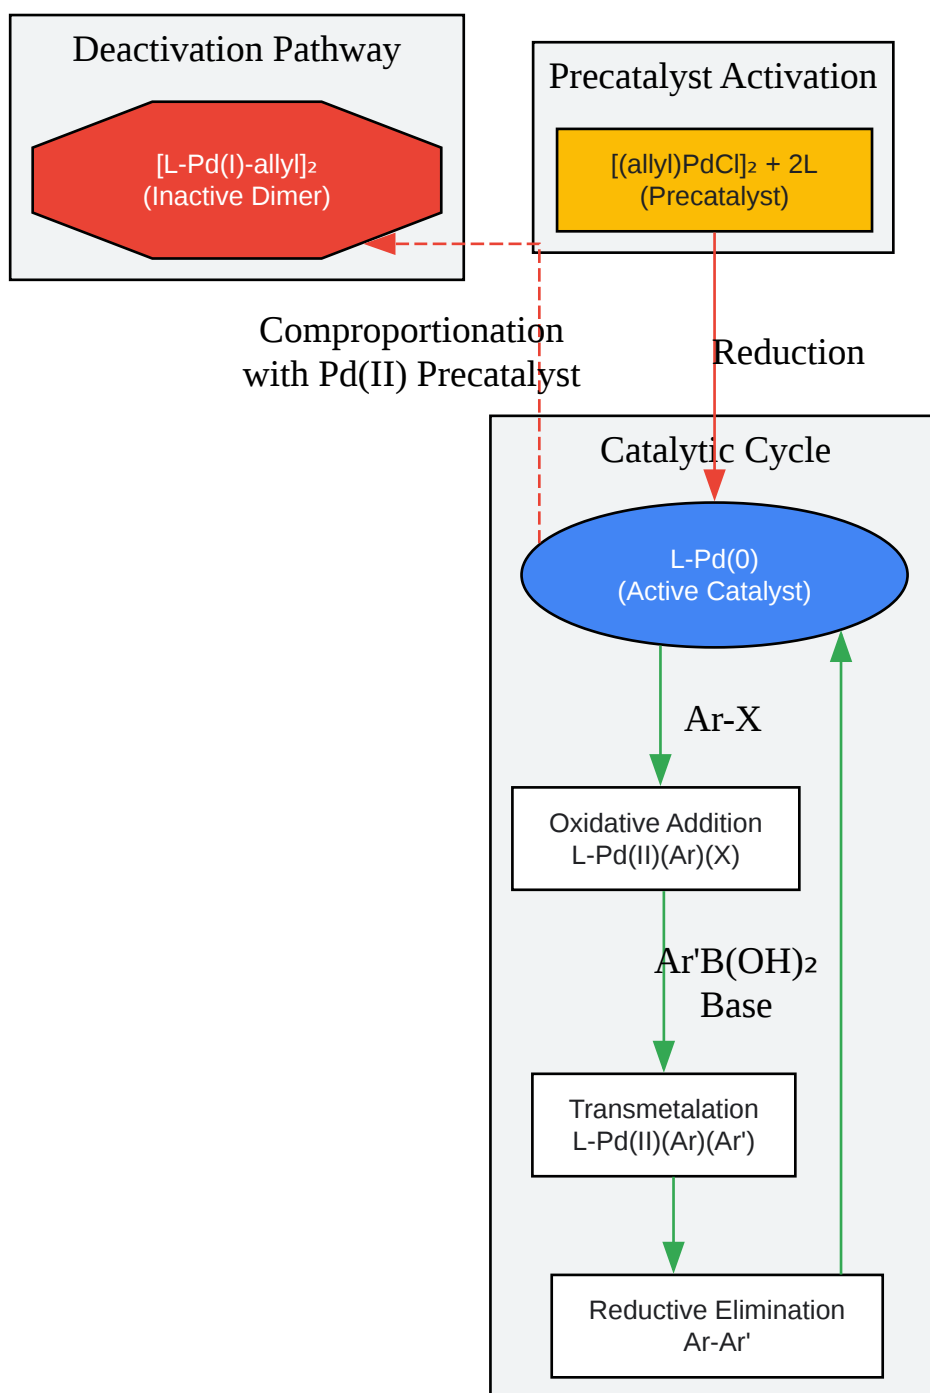 Deactivation Pathway
[L-Pd(I)-allyl]₂
(Inactive Dimer)
Precatalyst Activation
[(allyl)PdCl]₂ + 2L
(Precatalyst)
Comproportionation
with Pd(II) Precatalyst
Reduction
Catalytic Cycle
L-Pd(0)
(Active Catalyst)
Ar-X
Oxidative Addition
L-Pd(II)(Ar)(X)
Ar'B(OH)₂
Base
Transmetalation
L-Pd(II)(Ar)(Ar')
Reductive Elimination
Ar-Ar'